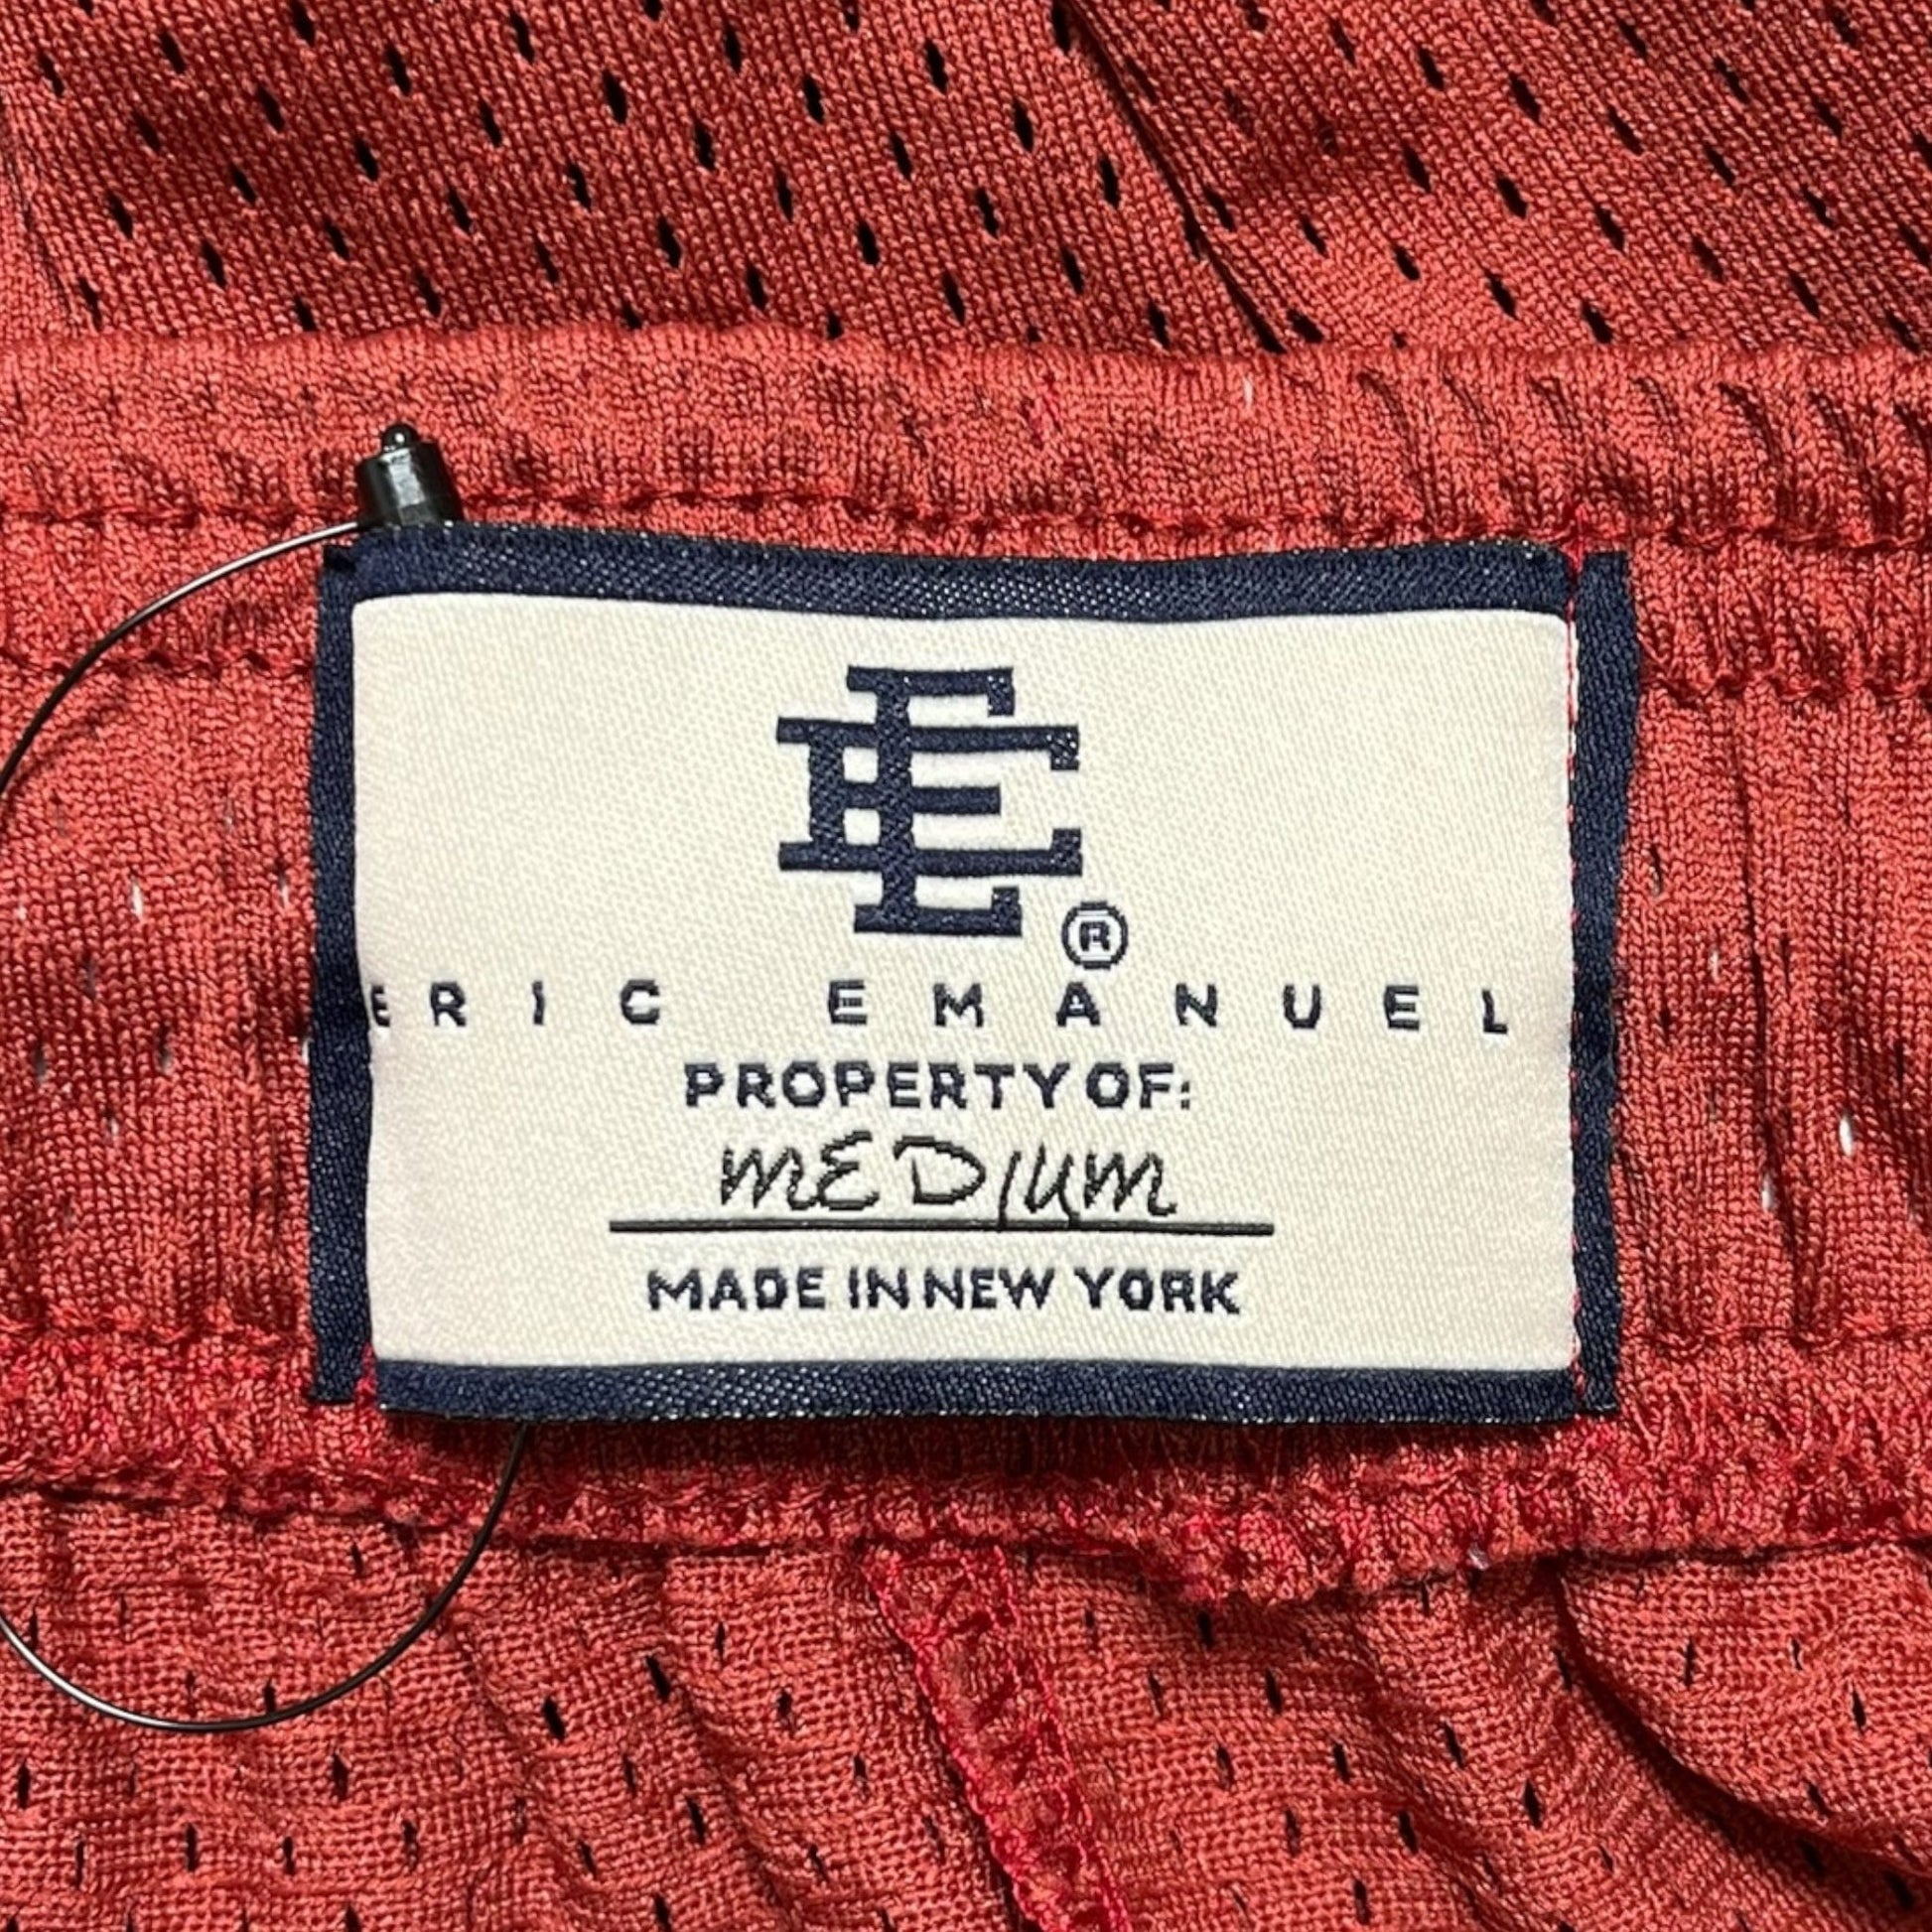 EE®
ERIC EMANUEL
PROPERTY OF:
MEDIUM
MADE IN NEW YORK